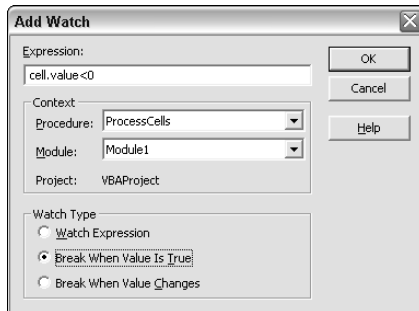 Add Watch
Expression:
cell.value<0
OK
Cancel
Help
Context
Procedure: ProcessCells
Module: Module1
Project: VBAProject
Watch Type
Watch Expression
Break When Value Is True
Break When Value Changes